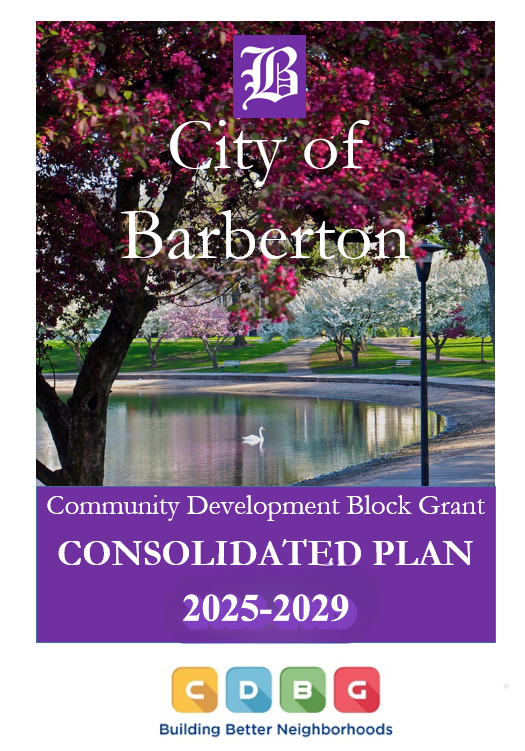 B
City of
Barberton
Community Development Block Grant
CONSOLIDATED PLAN
2025-2029
C D B G
Building Better Neighborhoods